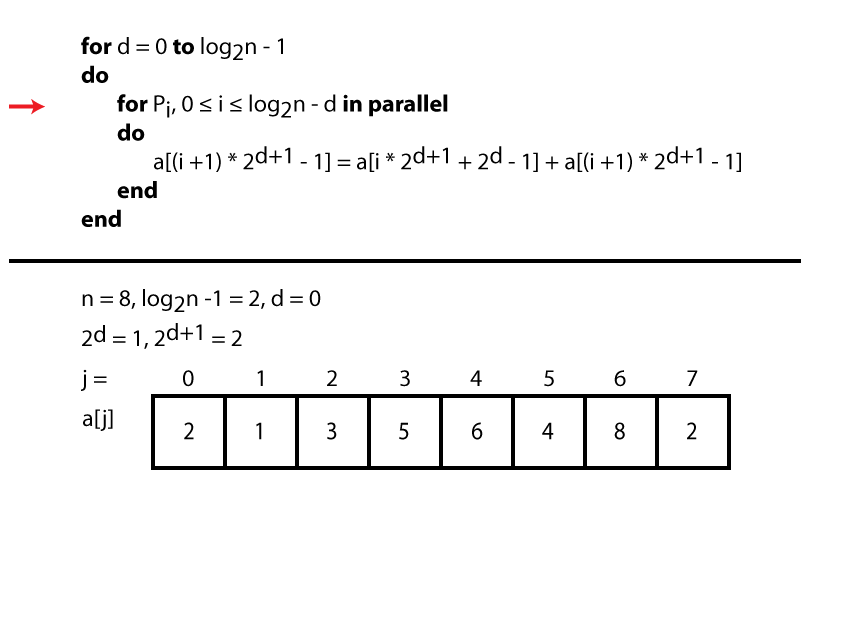 for d = 0 to log₂n - 1
do
for Pᵢ, 0 ≤ i ≤ log₂n - d in parallel
do
a[(i +1) * 2ᵈ⁺¹ - 1] = a[i * 2ᵈ⁺¹ + 2ᵈ - 1] + a[(i +1) * 2ᵈ⁺¹ - 1]
end
end
n = 8, log₂n -1 = 2, d = 0
2ᵈ = 1, 2ᵈ⁺¹ = 2
j = 0 1 2 3 4 5 6 7
a[j] 2 1 3 5 6 4 8 2